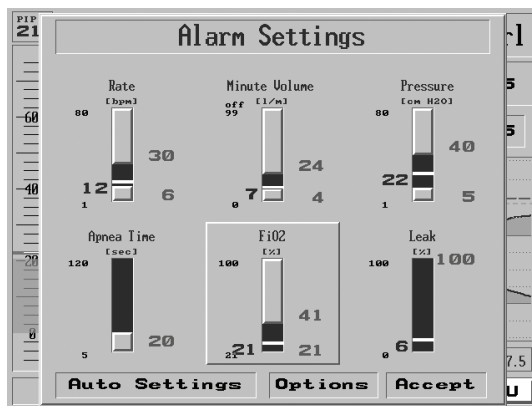 PIP
21
Alarm Settings
Rate
[bpm]
80
30
12
6
1
Minute Volume
[l/m]
off
99
24
7
4
0
Pressure
[cm H2O]
80
40
22
5
1
Apnea Time
[sec]
120
20
5
FiO2
[%]
100
41
21
21
21
Leak
[%]
100
100
6
0
60
40
20
0
5
5
7.5
U
Auto Settings
Options
Accept